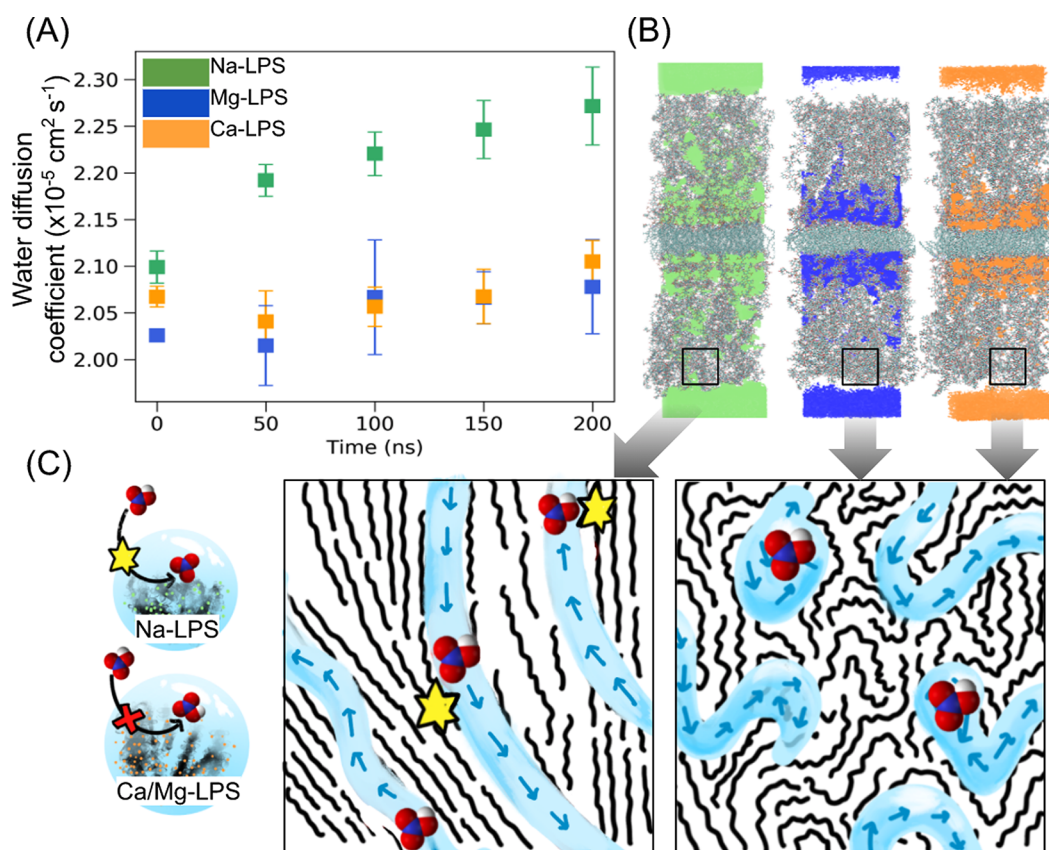 (A)
(B)
Na-LPS
Mg-LPS
Ca-LPS
Water diffusion
coefficient (x10⁻⁵ cm² s⁻¹)
2.30
2.25
2.20
2.15
2.10
2.05
2.00
0 50 100 150 200
Time (ns)
(C)
Na-LPS
Ca/Mg-LPS